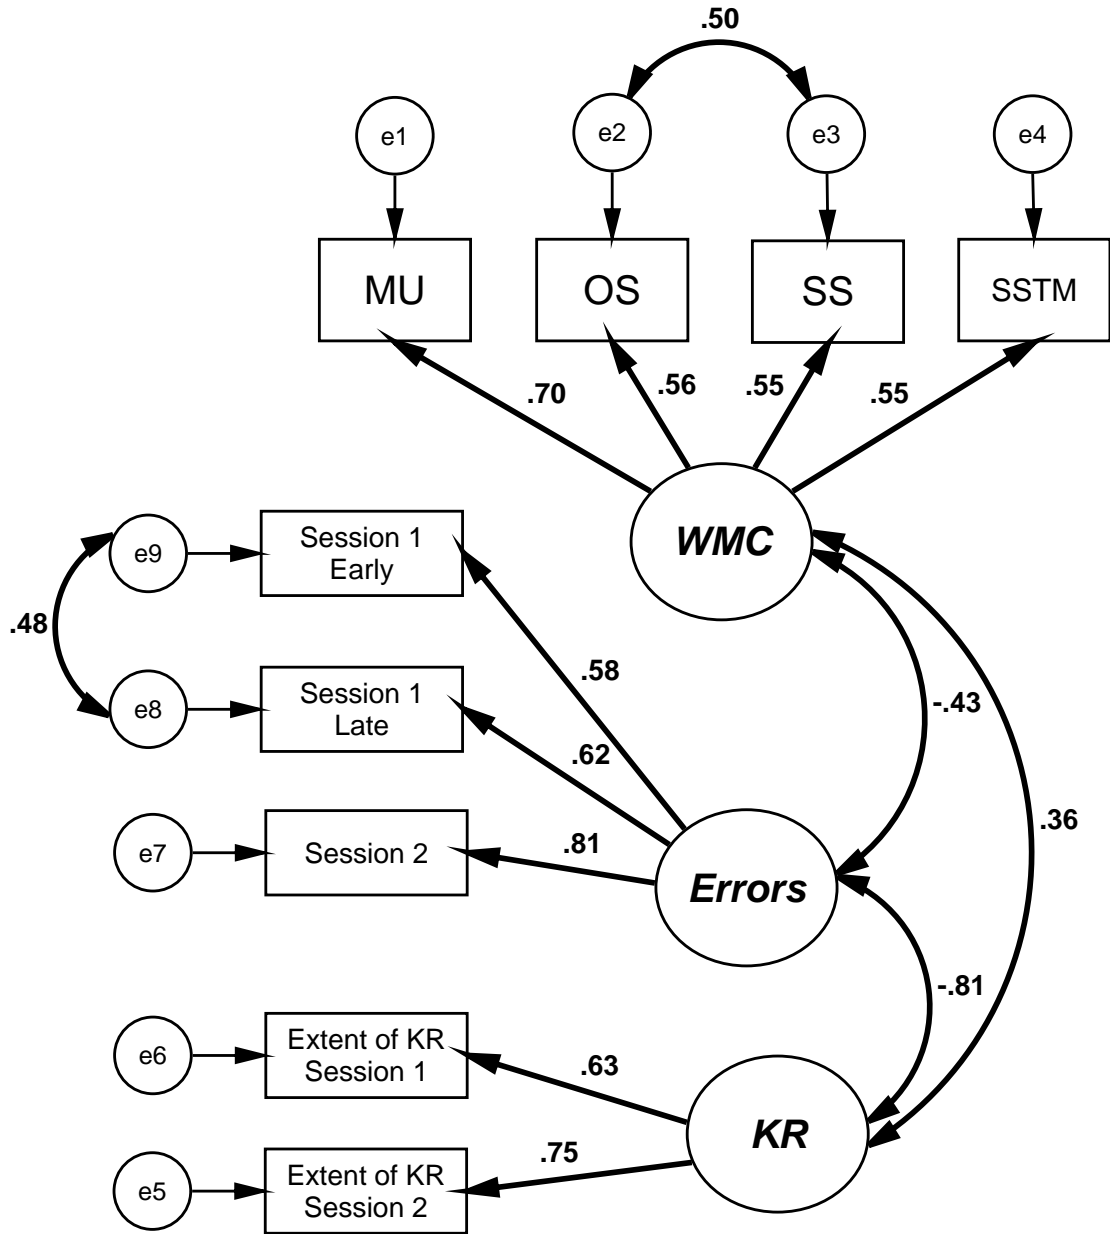 .50
e1
e2
e3
e4
MU
OS
SS
SSTM
.70
.56
.55
.55
WMC
e9
Session 1
Early
.48
.58
e8
Session 1
Late
-.43
.62
.36
e7
Session 2
.81
Errors
-.81
e6
Extent of KR
Session 1
.63
KR
.75
e5
Extent of KR
Session 2